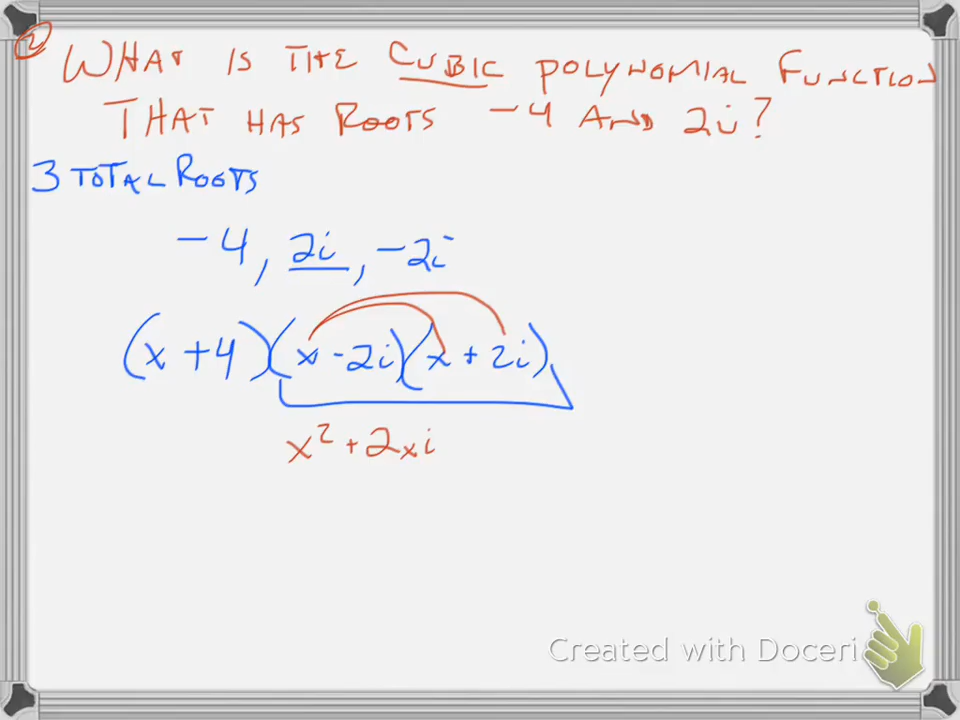 2 WHAT IS THE CUBIC POLYNOMIAL FUNCTION
THAT HAS ROOTS -4 AND 2i?
3 TOTAL ROOTS
-4, 2i, -2i
(x +4)(x -2i)(x + 2i)
x² +2xi
Created with Doceri